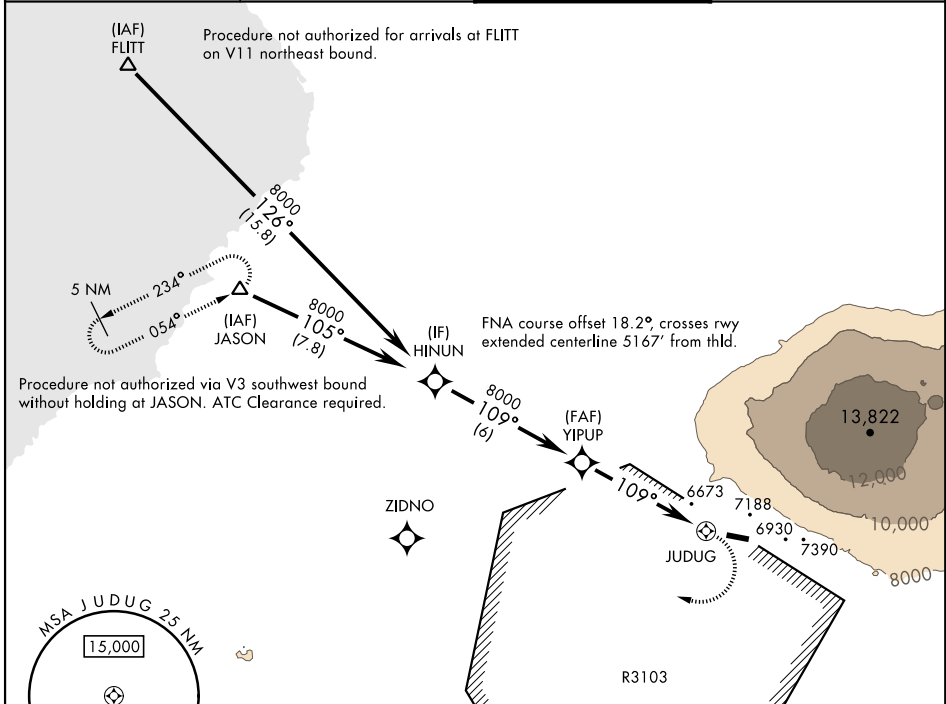 (IAF)
FLITT
Procedure not authorized for arrivals at FLITT
on V11 northeast bound.
8000
126°
(15.8)
5 NM
234°
054°
(IAF)
JASON
8000
105°
(7.8)
(IF)
HINUN
FNA course offset 18.2°, crosses rwy
extended centerline 5167’ from thld.
Procedure not authorized via V3 southwest bound
without holding at JASON. ATC Clearance required.
8000
109°
(6)
(FAF)
YIPUP
13,822
12,000
109°
6673
7188
10,000
ZIDNO
6930
7390
JUDUG
8000
MSA JUDUG 25 NM
15,000
R3103